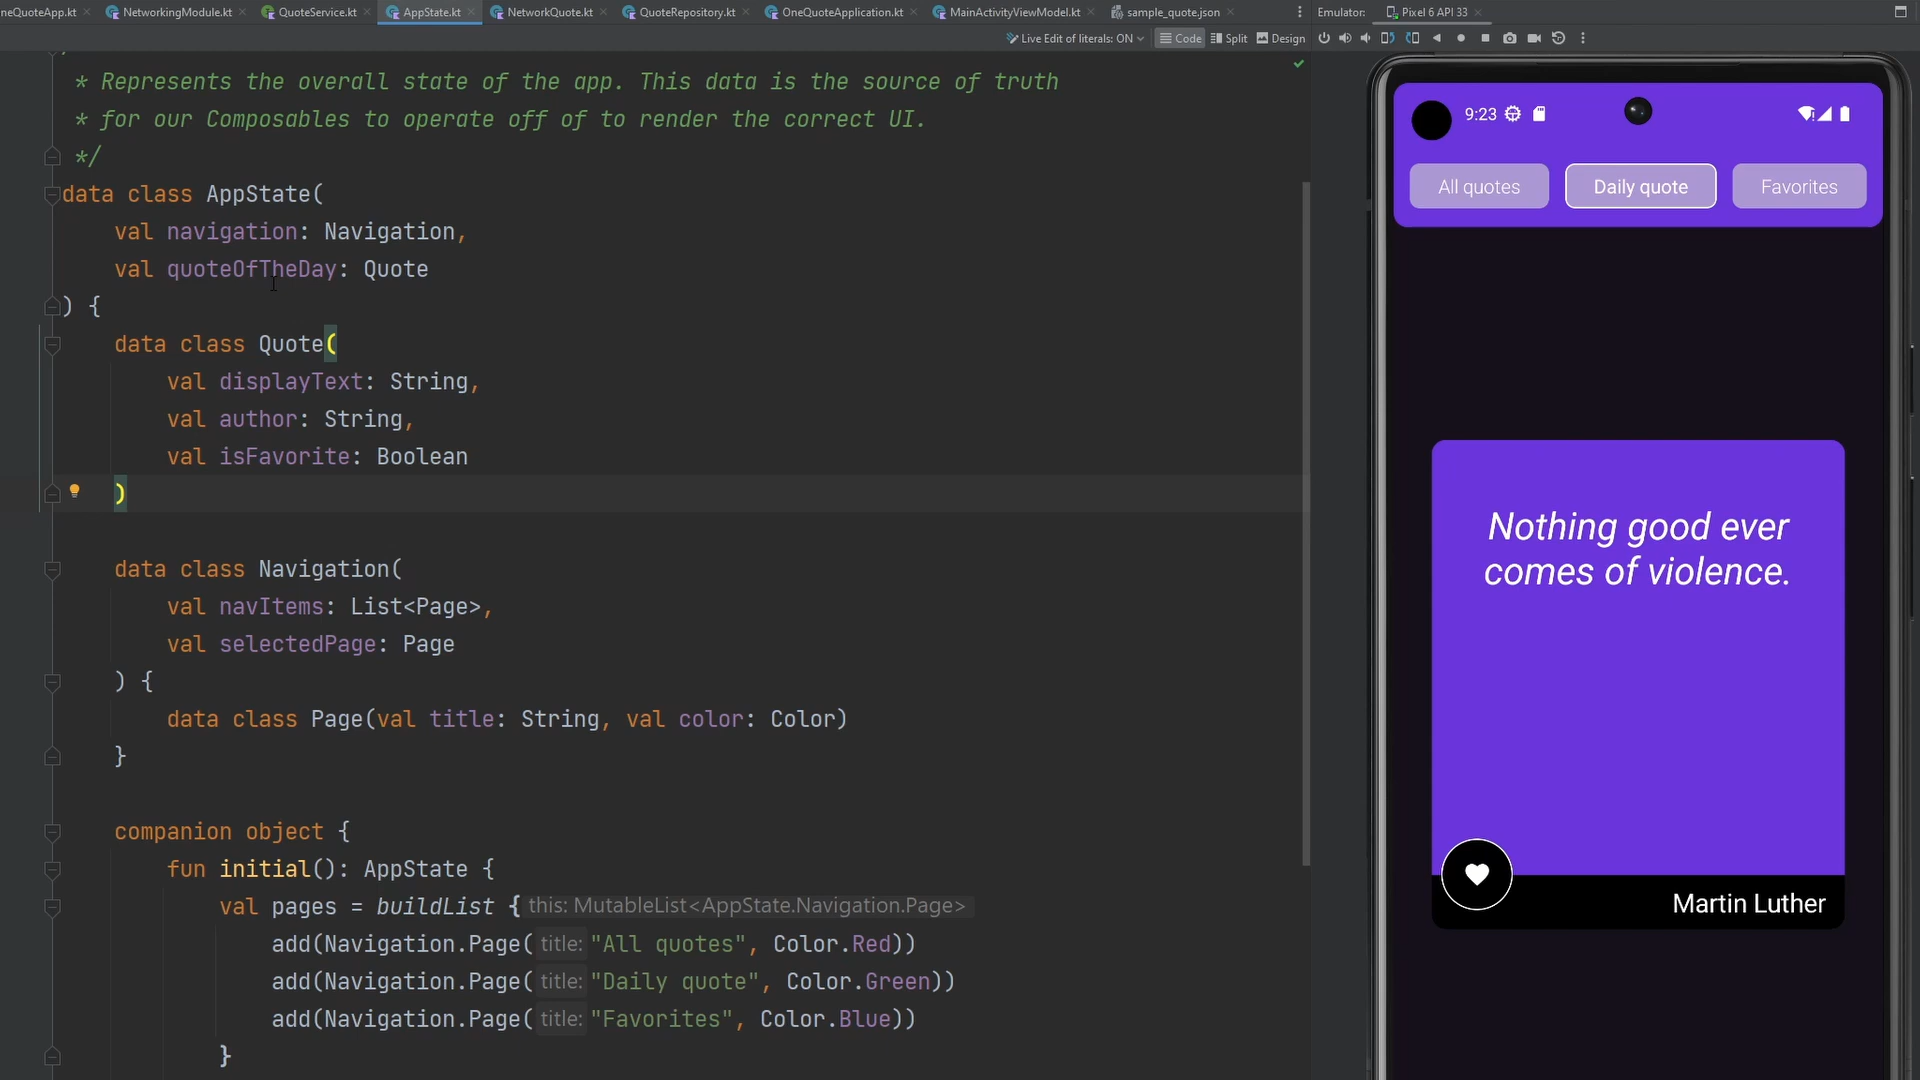 neQuoteApp.kt NetworkingModule.kt QuoteService.kt AppState.kt NetworkQuote.kt QuoteRepository.kt OneQuoteApplication.kt MainActivityViewModel.kt sample_quote.json Emulator: Pixel 6 API 33
Live Edit of literals: ON Code Split Design
* Represents the overall state of the app. This data is the source of truth
* for our Composables to operate off of to render the correct UI.
*/
data class AppState(
val navigation: Navigation,
val quoteOfTheDay: Quote
) {
data class Quote(
val displayText: String,
val author: String,
val isFavorite: Boolean
)
data class Navigation(
val navItems: List<Page>,
val selectedPage: Page
) {
data class Page(val title: String, val color: Color)
}
companion object {
fun initial(): AppState {
val pages = buildList { this: MutableList<AppState.Navigation.Page>
add(Navigation.Page( title: "All quotes", Color.Red))
add(Navigation.Page( title: "Daily quote", Color.Green))
add(Navigation.Page( title: "Favorites", Color.Blue))
}
9:23
All quotes Daily quote Favorites
Nothing good ever
comes of violence.
Martin Luther